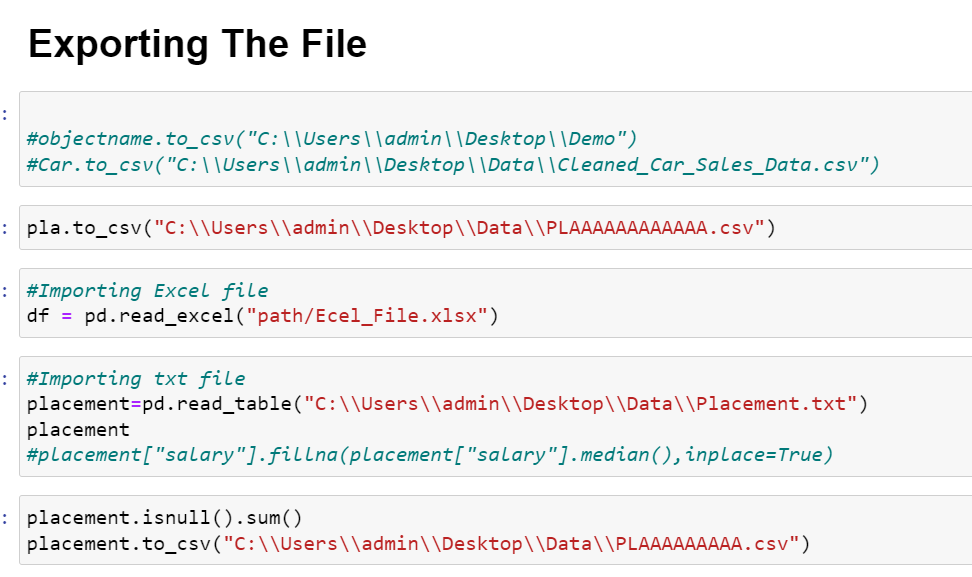 Exporting The File
:
#objectname.to_csv("C:\\Users\\admin\\Desktop\\Demo")
#Car.to_csv("C:\\Users\\admin\\Desktop\\Data\\Cleaned_Car_Sales_Data.csv")
: pla.to_csv("C:\\Users\\admin\\Desktop\\Data\\PLAAAAAAAAAAAA.csv")
: #Importing Excel file
df = pd.read_excel("path/Ecel_File.xlsx")
: #Importing txt file
placement=pd.read_table("C:\\Users\\admin\\Desktop\\Data\\Placement.txt")
placement
#placement["salary"].fillna(placement["salary"].median(),inplace=True)
: placement.isnull().sum()
placement.to_csv("C:\\Users\\admin\\Desktop\\Data\\PLAAAAAAAAA.csv")